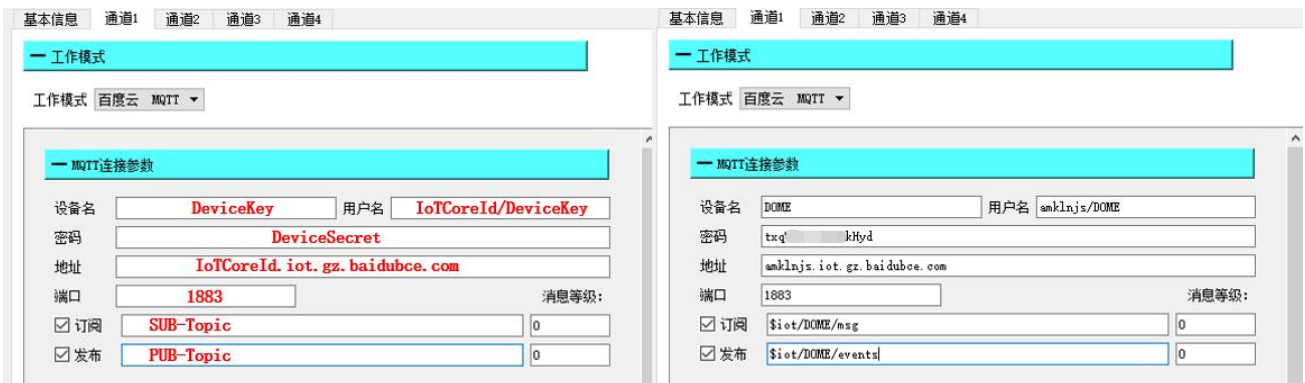 基本信息 通道1 通道2 通道3 通道4
一 工作模式
工作模式 百度云 MQTT
一 MQTT连接参数
设备名 DeviceKey 用户名 IoTCoreId/DeviceKey
密码 DeviceSecret
地址 IoTCoreId.iot.gz.baidubce.com
端口 1883 消息等级:
订阅 SUB-Topic 0
发布 PUB-Topic 0
基本信息 通道1 通道2 通道3 通道4
一 工作模式
工作模式 百度云 MQTT
一 MQTT连接参数
设备名 DOME 用户名 amklnjs/DOME
密码 txq kHyd
地址 amklnjs.iot.gz.baidubce.com
端口 1883 消息等级:
订阅 $iot/DOME/msg 0
发布 $iot/DOME/events 0